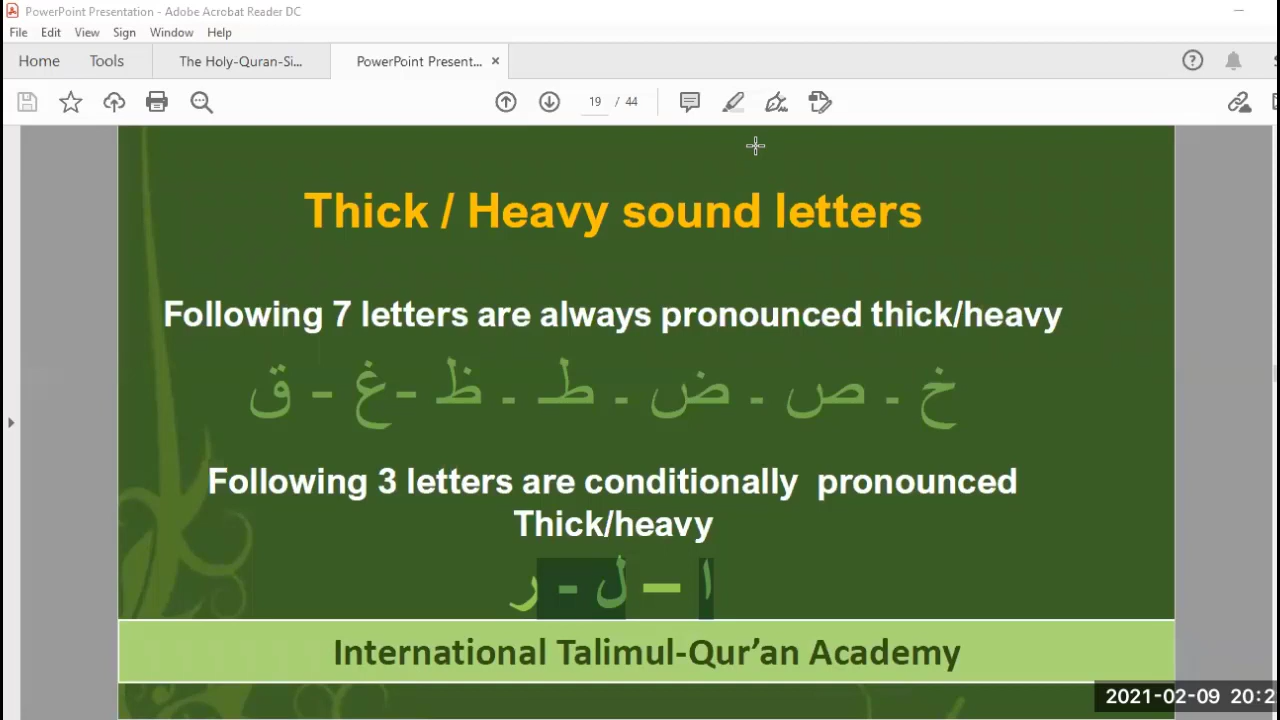 PowerPoint Presentation - Adobe Acrobat Reader DC
File Edit View Sign Window Help
Home Tools The Holy-Quran-Si... PowerPoint Present... ×
19 / 44
Thick / Heavy sound letters
Following 7 letters are always pronounced thick/heavy
خ - ص - ض - طـ - ظ - غ - ق
Following 3 letters are conditionally pronounced
Thick/heavy
ا – ل - ر
International Talimul-Qur’an Academy
2021-02-09 20:2